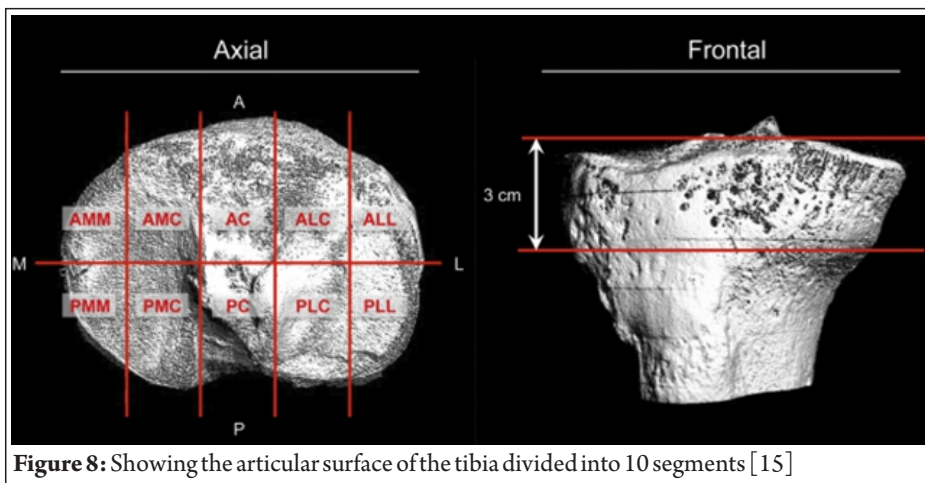 Axial Frontal
A
3 cm
AMM AMC AC ALC ALL
M L
PMM PMC PC PLC PLL
P
Figure 8: Showing the articular surface of the tibia divided into 10 segments [15]